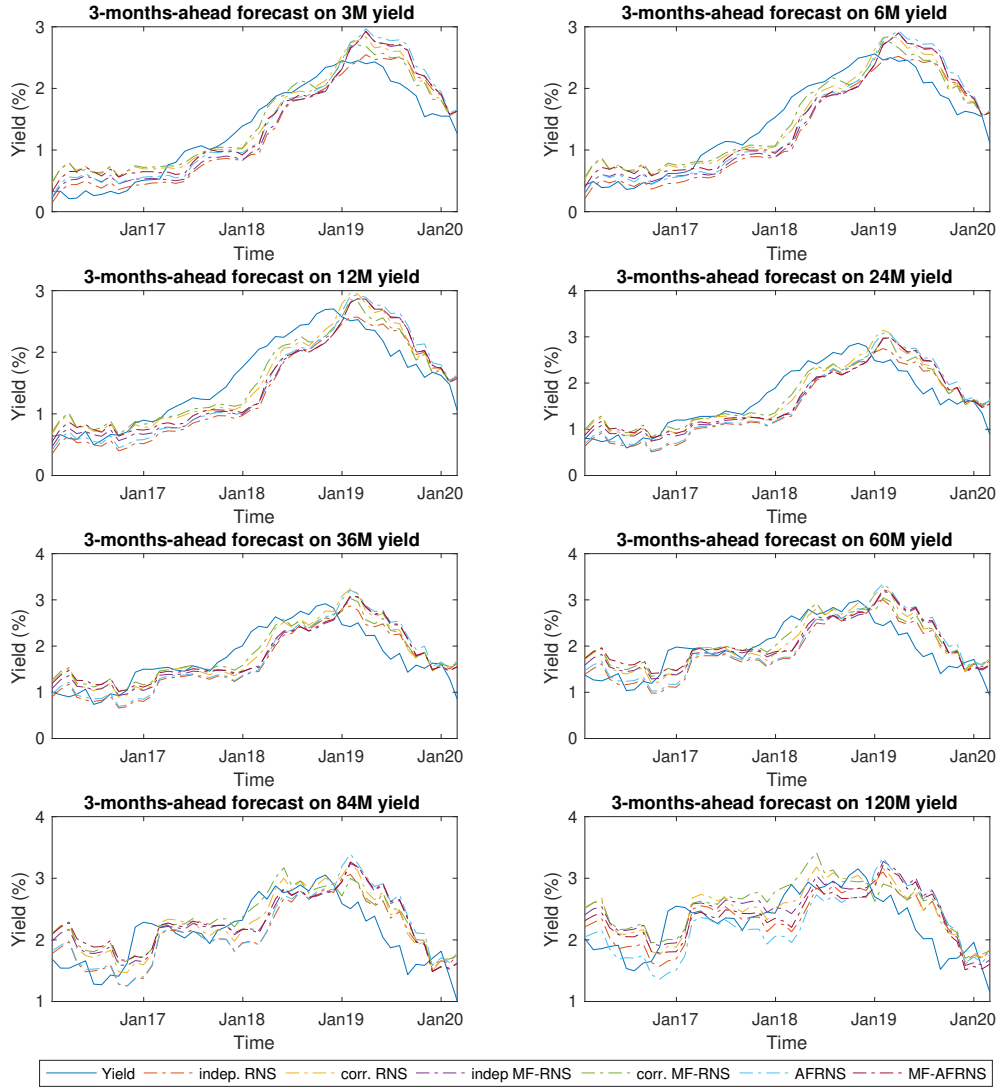 3-months-ahead forecast on 3M yield
3
2
1
0
Yield (%)
Jan17 Jan18 Jan19 Jan20
Time
3-months-ahead forecast on 6M yield
3
2
1
0
Yield (%)
Jan17 Jan18 Jan19 Jan20
Time
3-months-ahead forecast on 12M yield
3
2
1
0
Yield (%)
Jan17 Jan18 Jan19 Jan20
Time
3-months-ahead forecast on 24M yield
4
3
2
1
0
Yield (%)
Jan17 Jan18 Jan19 Jan20
Time
3-months-ahead forecast on 36M yield
4
3
2
1
0
Yield (%)
Jan17 Jan18 Jan19 Jan20
Time
3-months-ahead forecast on 60M yield
4
3
2
1
0
Yield (%)
Jan17 Jan18 Jan19 Jan20
Time
3-months-ahead forecast on 84M yield
4
3
2
1
Yield (%)
Jan17 Jan18 Jan19 Jan20
Time
3-months-ahead forecast on 120M yield
4
3
2
1
Yield (%)
Jan17 Jan18 Jan19 Jan20
Time
Yield indep. RNS corr. RNS indep MF-RNS corr. MF-RNS AFRNS MF-AFRNS